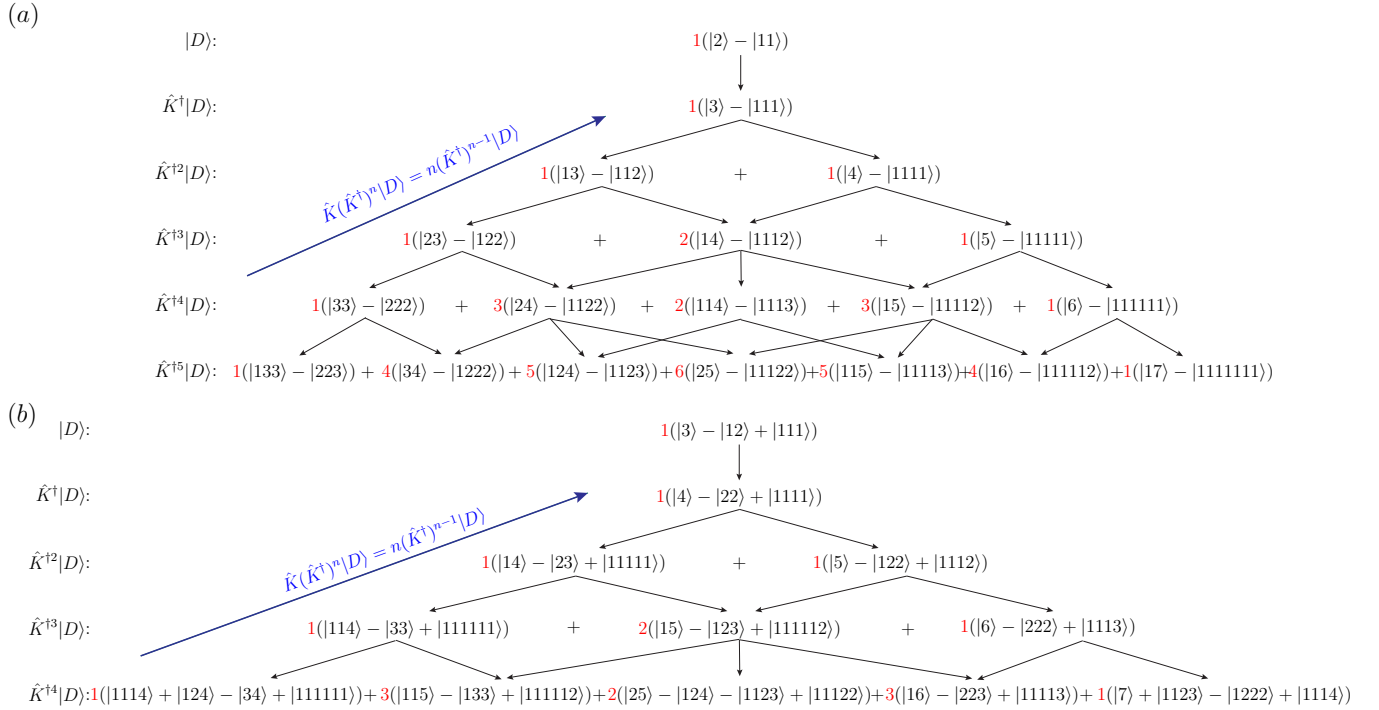 (a)
|D⟩: 1(|2⟩ − |11⟩)
K̂†|D⟩: 1(|3⟩ − |111⟩)
K̂(K̂†)ⁿ|D⟩ = n(K̂†)ⁿ⁻¹|D⟩
K̂†2|D⟩: 1(|13⟩ − |112⟩) + 1(|4⟩ − |1111⟩)
K̂†3|D⟩: 1(|23⟩ − |122⟩) + 2(|14⟩ − |1112⟩) + 1(|5⟩ − |11111⟩)
K̂†4|D⟩: 1(|33⟩ − |222⟩) + 3(|24⟩ − |1122⟩) + 2(|114⟩ − |1113⟩) + 3(|15⟩ − |11112⟩) + 1(|6⟩ − |111111⟩)
K̂†5|D⟩: 1(|133⟩ − |223⟩) + 4(|34⟩ − |1222⟩) + 5(|124⟩ − |1123⟩) + 6(|25⟩ − |11122⟩) + 5(|115⟩ − |11113⟩) + 4(|16⟩ − |111112⟩) + 1(|17⟩ − |1111111⟩)
(b)
|D⟩: 1(|3⟩ − |12⟩ + |111⟩)
K̂†|D⟩: 1(|4⟩ − |22⟩ + |1111⟩)
K̂(K̂†)ⁿ|D⟩ = n(K̂†)ⁿ⁻¹|D⟩
K̂†2|D⟩: 1(|14⟩ − |23⟩ + |11111⟩) + 1(|5⟩ − |122⟩ + |1112⟩)
K̂†3|D⟩: 1(|114⟩ − |33⟩ + |111111⟩) + 2(|15⟩ − |123⟩ + |111112⟩) + 1(|6⟩ − |222⟩ + |1113⟩)
K̂†4|D⟩: 1(|1114⟩ + |124⟩ − |34⟩ + |111111⟩) + 3(|115⟩ − |133⟩ + |111112⟩) + 2(|25⟩ − |124⟩ − |1123⟩ + |11122⟩) + 3(|16⟩ − |223⟩ + |11113⟩) + 1(|7⟩ + |1123⟩ − |1222⟩ + |1114⟩)